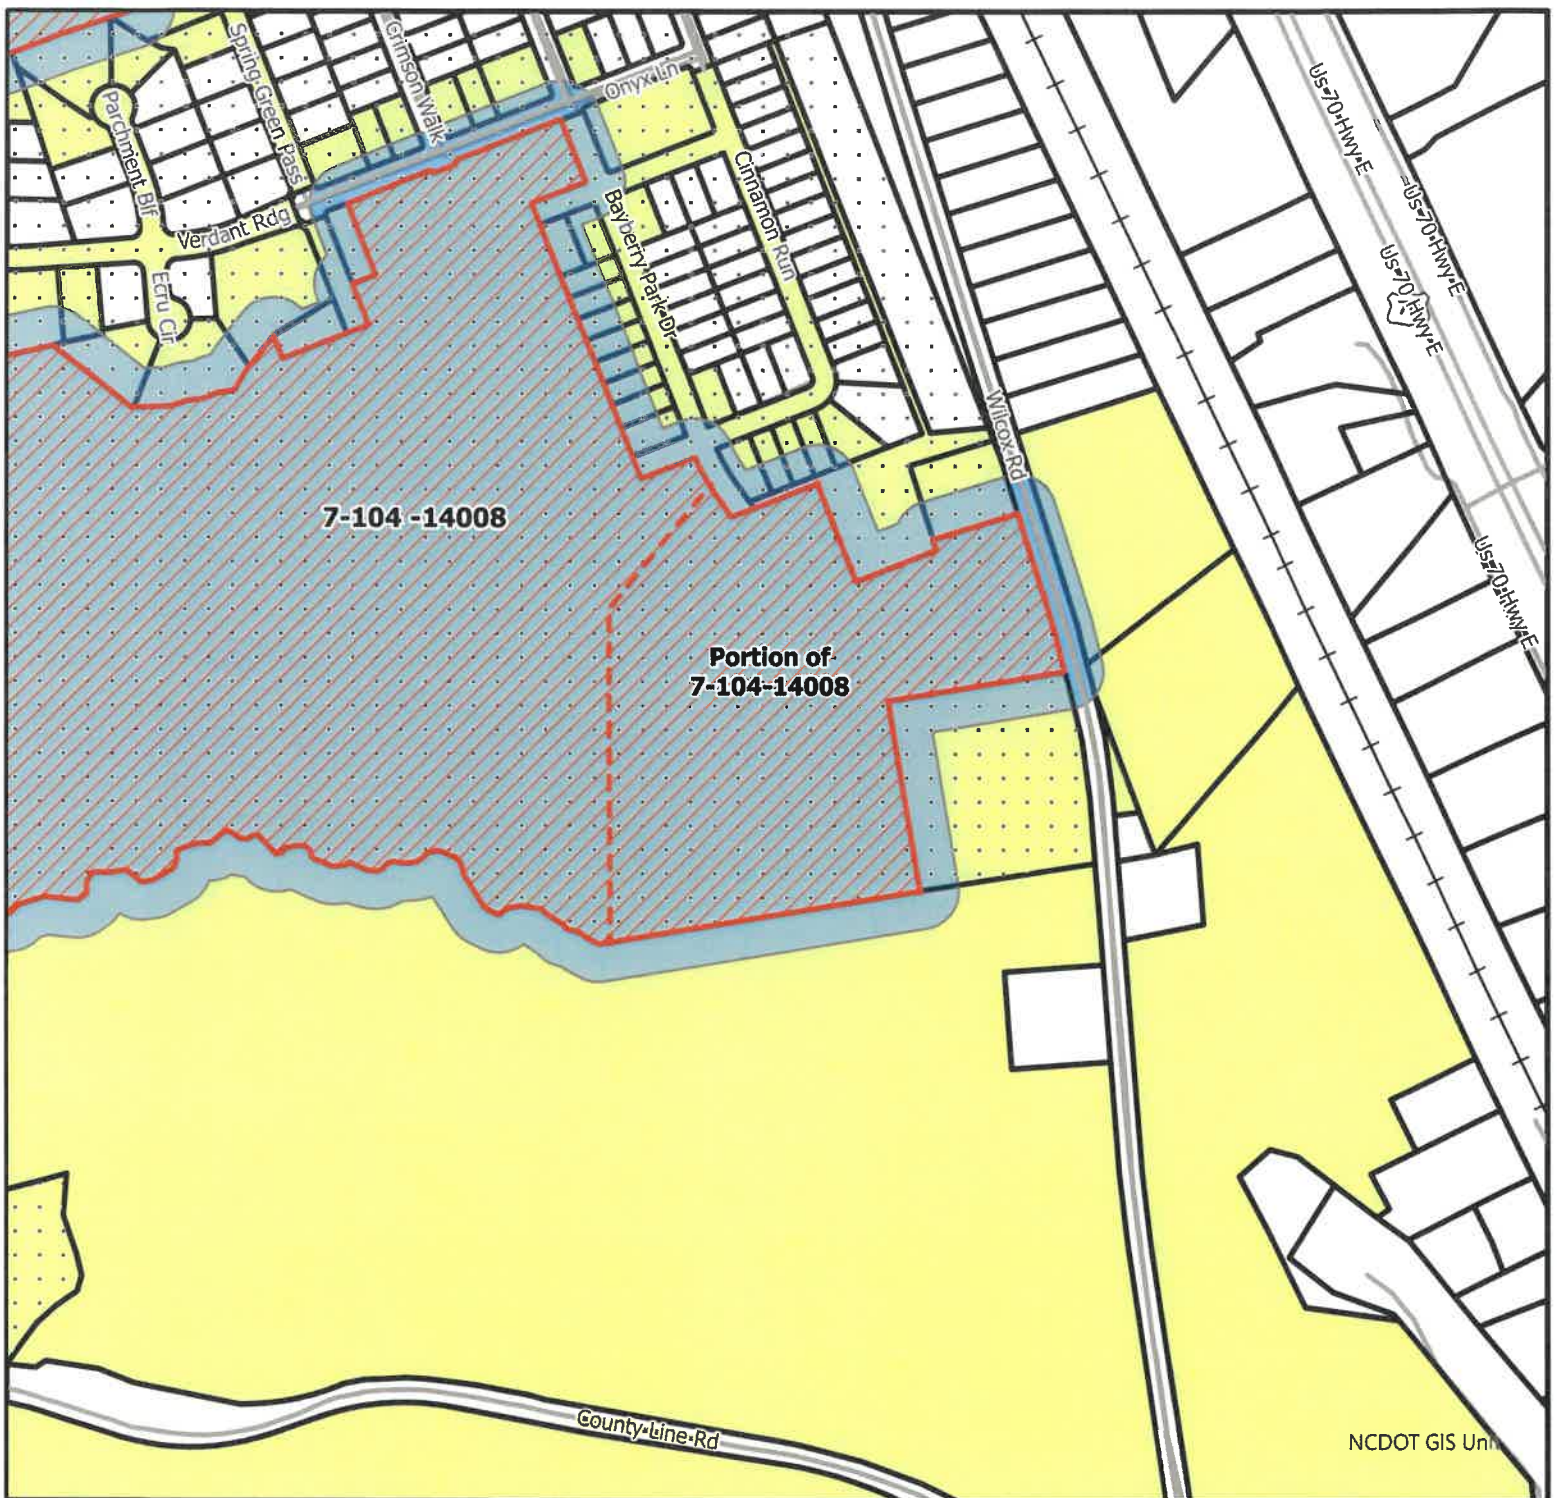 Spring Green Pass
Crimson Walk
Onyx Ln
Parchment Blf
Cinnamon Run
Verdant Rdg
Bayberry Park Dr
Ecru Cir
Us-70-Hwy-E
Us-70-Hwy-E
Us-70-Hwy-E
Wilcox-Rd
7-104 -14008
Us-70-Hwy-E
Portion of
7-104-14008
County-Line-Rd
NCDOT GIS Unit